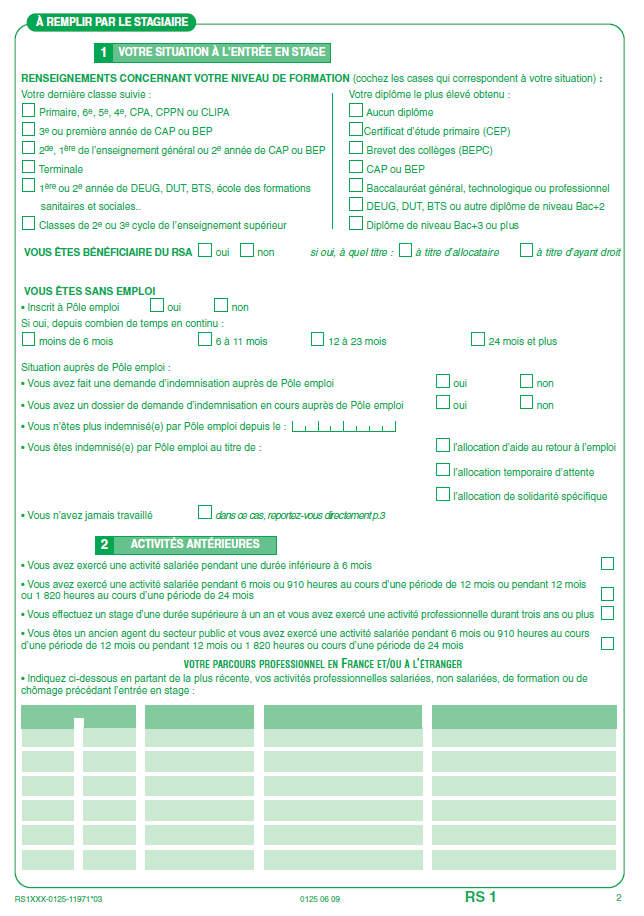 À REMPLIR PAR LE STAGIAIRE
1 VOTRE SITUATION À L'ENTRÉE EN STAGE
RENSEIGNEMENTS CONCERNANT VOTRE NIVEAU DE FORMATION (cochez les cases qui correspondent à votre situation) :
Votre dernière classe suivie :
Primaire, 6e, 5e, 4e, CPA, CPPN ou CLIPA
3e ou première année de CAP ou BEP
2de, 1ère de l'enseignement général ou 2e année de CAP ou BEP
Terminale
1ère ou 2e année de DEUG, DUT, BTS, école des formations
sanitaires et sociales..
Classes de 2e ou 3e cycle de l'enseignement supérieur
Votre diplôme le plus élevé obtenu :
Aucun diplôme
Certificat d'étude primaire (CEP)
Brevet des collèges (BEPC)
CAP ou BEP
Baccalauréat général, technologique ou professionnel
DEUG, DUT, BTS ou autre diplôme de niveau Bac+2
Diplôme de niveau Bac+3 ou plus
VOUS ÊTES BÉNÉFICIAIRE DU RSA oui non si oui, à quel titre : à titre d'allocataire à titre d'ayant droit
VOUS ÊTES SANS EMPLOI
• Inscrit à Pôle emploi oui non
Si oui, depuis combien de temps en continu :
moins de 6 mois 6 à 11 mois 12 à 23 mois 24 mois et plus
Situation auprès de Pôle emploi :
• Vous avez fait une demande d'indemnisation auprès de Pôle emploi oui non
• Vous avez un dossier de demande d'indemnisation en cours auprès de Pôle emploi oui non
• Vous n'êtes plus indemnisé(e) par Pôle emploi depuis le :
• Vous êtes indemnisé(e) par Pôle emploi au titre de : l'allocation d'aide au retour à l'emploi
l'allocation temporaire d'attente
l'allocation de solidarité spécifique
• Vous n'avez jamais travaillé dans ce cas, reportez-vous directement p.3
2 ACTIVITÉS ANTÉRIEURES
• Vous avez exercé une activité salariée pendant une durée inférieure à 6 mois
• Vous avez exercé une activité salariée pendant 6 mois ou 910 heures au cours d'une période de 12 mois ou pendant 12 mois
ou 1 820 heures au cours d'une période de 24 mois
• Vous effectuez un stage d'une durée supérieure à un an et vous avez exercé une activité professionnelle durant trois ans ou plus
• Vous êtes un ancien agent du secteur public et vous avez exercé une activité salariée pendant 6 mois ou 910 heures au cours
d'une période de 12 mois ou pendant 12 mois ou 1 820 heures ou cours d'une période de 24 mois
VOTRE PARCOURS PROFESSIONNEL EN FRANCE ET/OU À L'ÉTRANGER
• Indiquez ci-dessous en partant de la plus récente, vos activités professionnelles salariées, non salariées, de formation ou de
chômage précédant l'entrée en stage :
RS1XXX-0125-11971*03 0125 06 09 RS 1 2